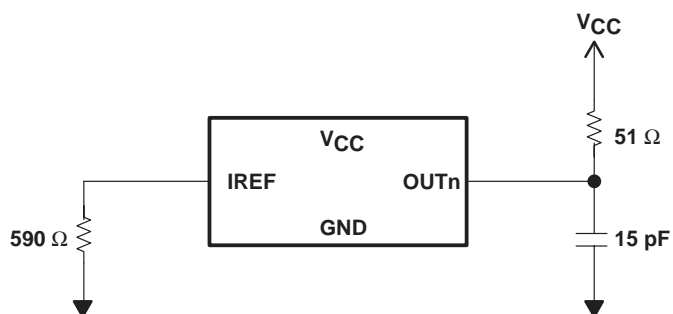 VCC
51 Ω
VCC
IREF
OUTn
GND
590 Ω
15 pF